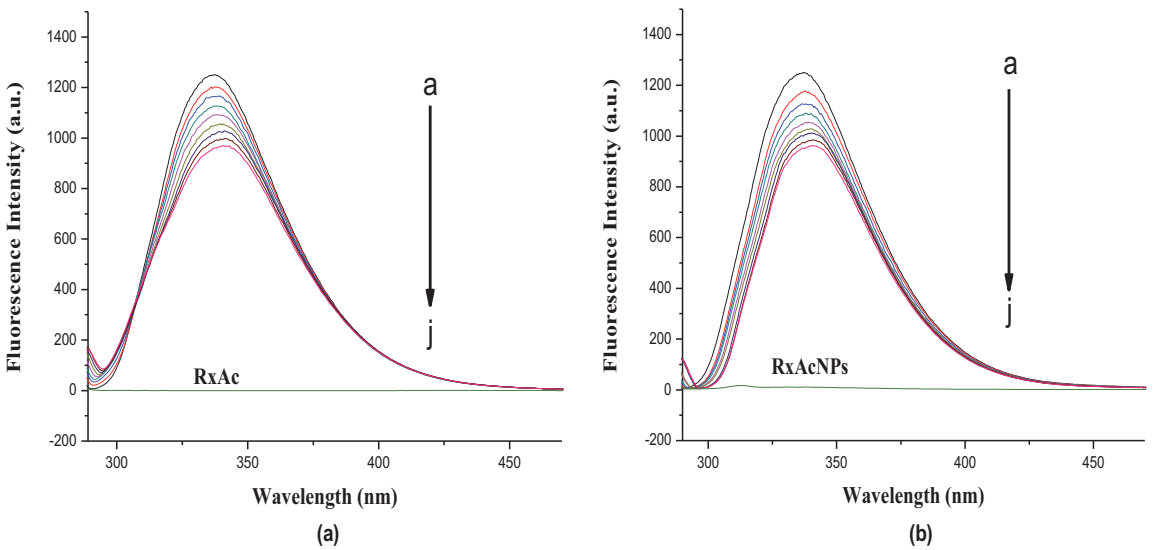 1400
1200
1000
800
600
400
200
0
-200
300
350
400
450
Fluorescence Intensity (a.u.)
Wavelength (nm)
a
j
RxAc
(a)
1400
1200
1000
800
600
400
200
0
-200
300
350
400
450
Fluorescence Intensity (a.u.)
Wavelength (nm)
a
j
RxAcNPs
(b)